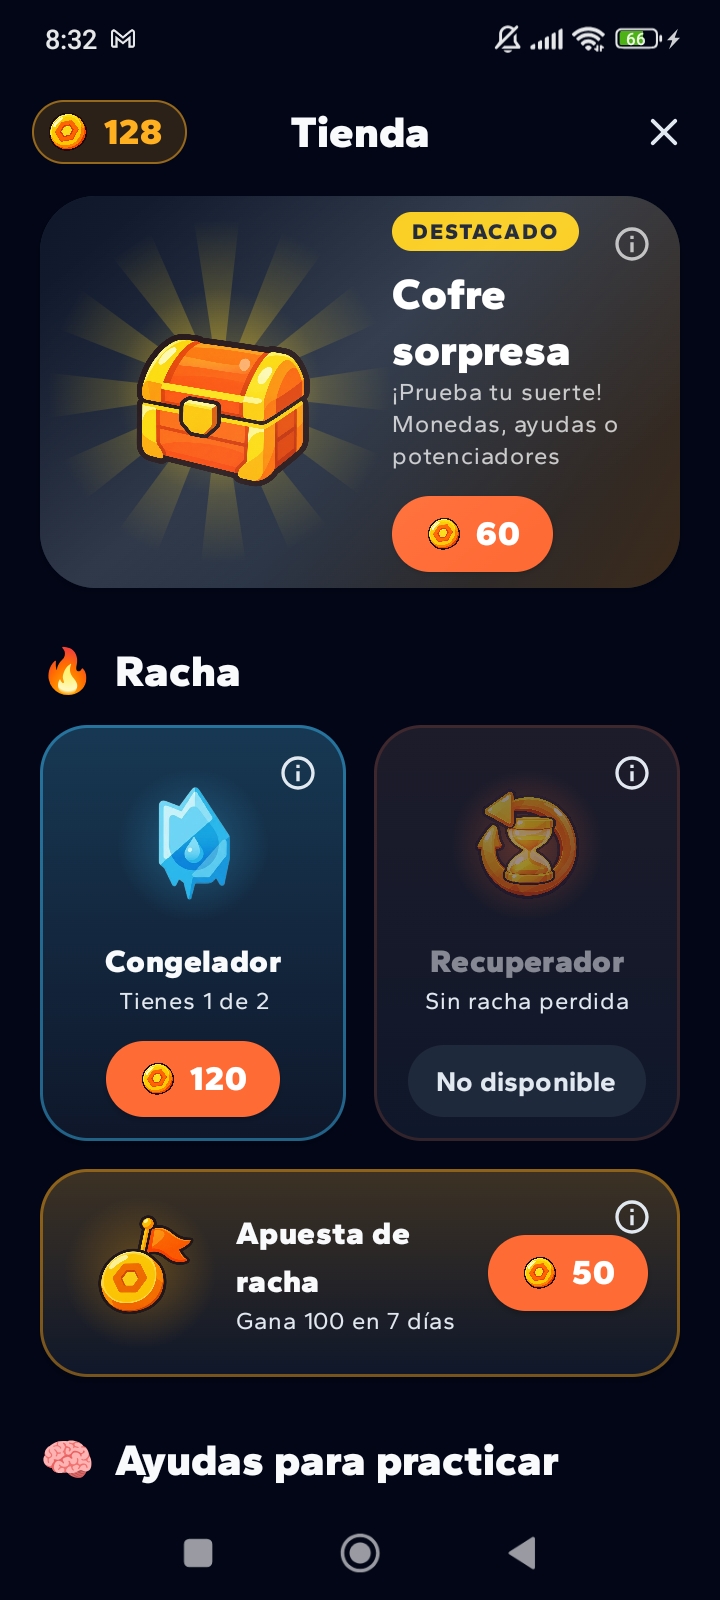 8:32
66
128
Tienda
DESTACADO
Cofre
sorpresa
¡Prueba tu suerte!
Monedas, ayudas o
potenciadores
60
Racha
Congelador
Tienes 1 de 2
120
Recuperador
Sin racha perdida
No disponible
Apuesta de
racha
Gana 100 en 7 días
50
Ayudas para practicar